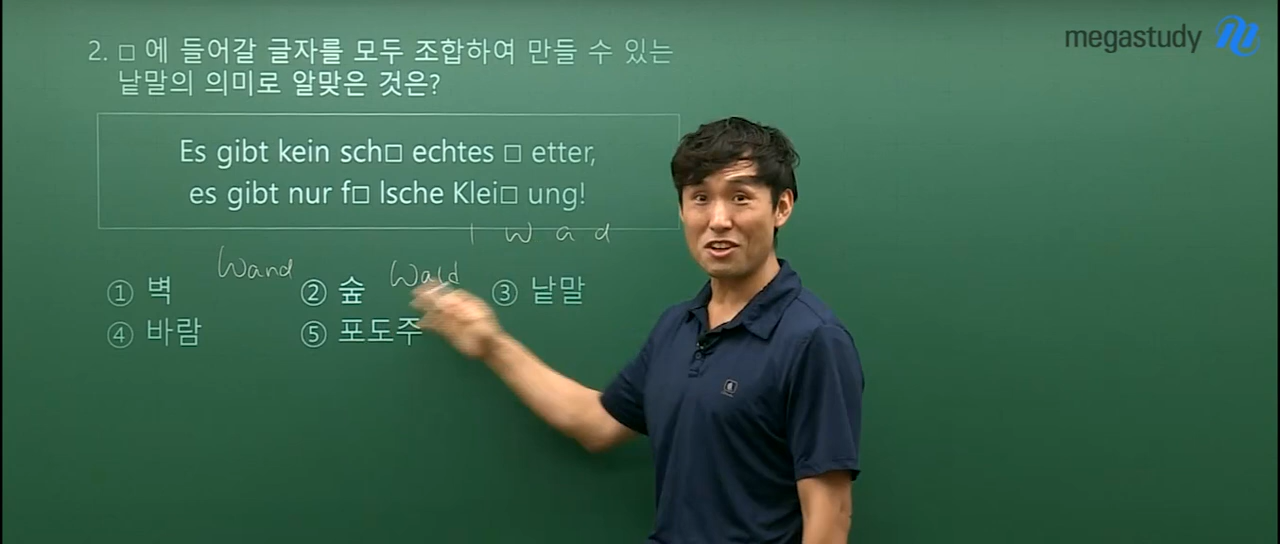 megastudy
2. □ 에 들어갈 글자를 모두 조합하여 만들 수 있는
낱말의 의미로 알맞은 것은?
Es gibt kein sch□ echtes □ etter,
es gibt nur f□ lsche Klei□ ung!
l w a d
① 벽 Wand ② 숲 Wald ③ 낱말
④ 바람 ⑤ 포도주